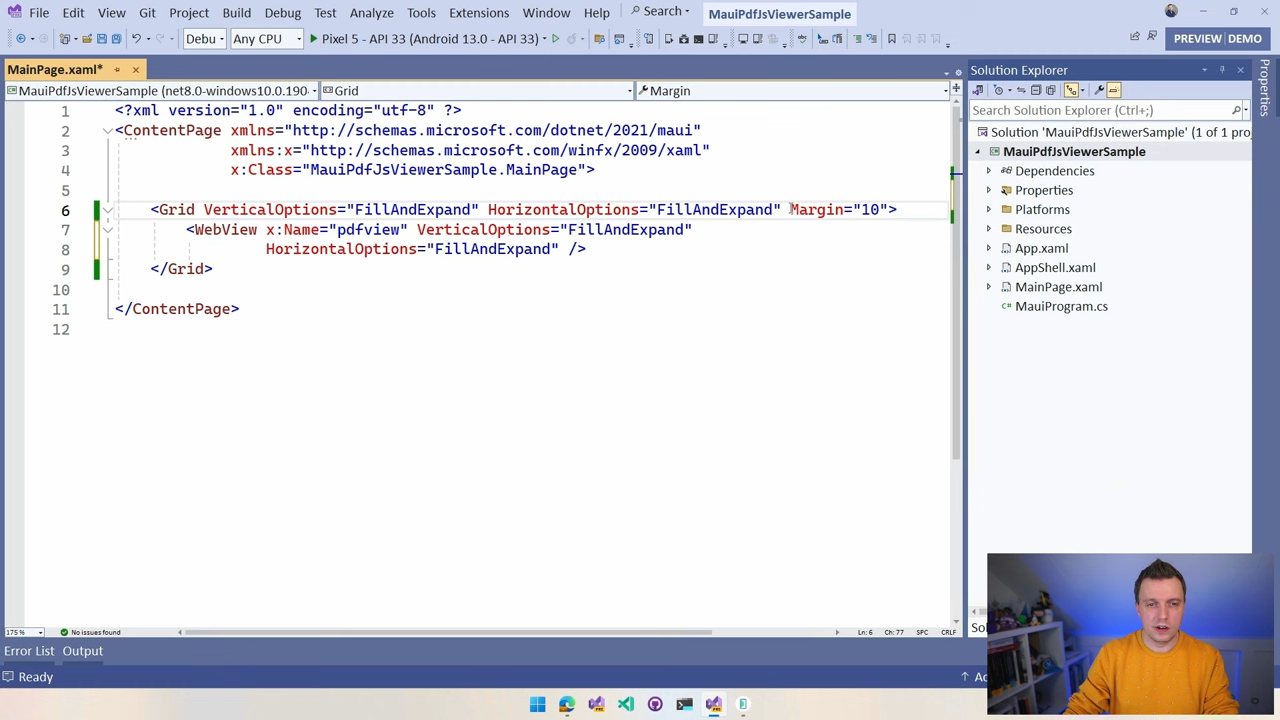 File Edit View Git Project Build Debug Test Analyze Tools Extensions Window Help Search MauiPdfJsViewerSample
Debu Any CPU Pixel 5 - API 33 (Android 13.0 - API 33) PREVIEW DEMO
MainPage.xaml* Solution Explorer
MauiPdfJsViewerSample (net8.0-windows10.0.190 Grid Margin
Search Solution Explorer (Ctrl+;)
Solution 'MauiPdfJsViewerSample' (1 of 1 pro
MauiPdfJsViewerSample
Dependencies
Properties
Platforms
Resources
App.xaml
AppShell.xaml
MainPage.xaml
C# MauiProgram.cs
Properties
1 <?xml version="1.0" encoding="utf-8" ?>
2 <ContentPage xmlns="http://schemas.microsoft.com/dotnet/2021/maui"
3 xmlns:x="http://schemas.microsoft.com/winfx/2009/xaml"
4 x:Class="MauiPdfJsViewerSample.MainPage">
5
6 <Grid VerticalOptions="FillAndExpand" HorizontalOptions="FillAndExpand" Margin="10">
7 <WebView x:Name="pdfview" VerticalOptions="FillAndExpand"
8 HorizontalOptions="FillAndExpand" />
9 </Grid>
10
11 </ContentPage>
12
175 % No issues found Ln: 6 Ch: 77 SPC CRLF
Sol
Error List Output
Ready Ad